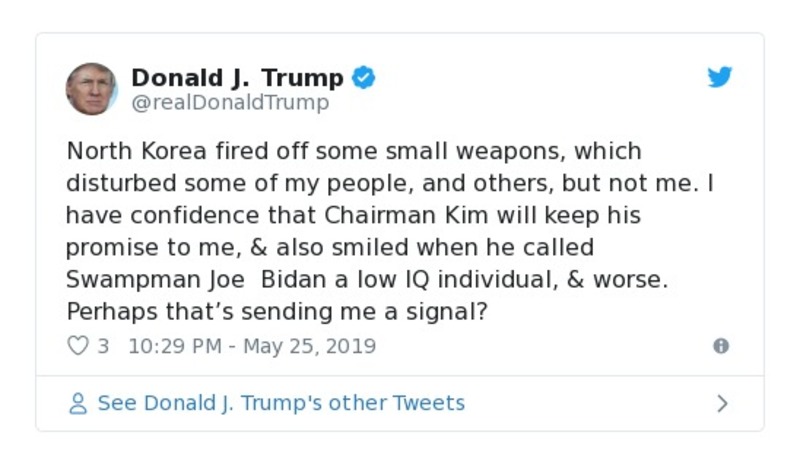 Donald J. Trump
@realDonaldTrump
North Korea fired off some small weapons, which
disturbed some of my people, and others, but not me. I
have confidence that Chairman Kim will keep his
promise to me, & also smiled when he called
Swampman Joe  Bidan a low IQ individual, & worse.
Perhaps that’s sending me a signal?
3 10:29 PM - May 25, 2019
See Donald J. Trump's other Tweets